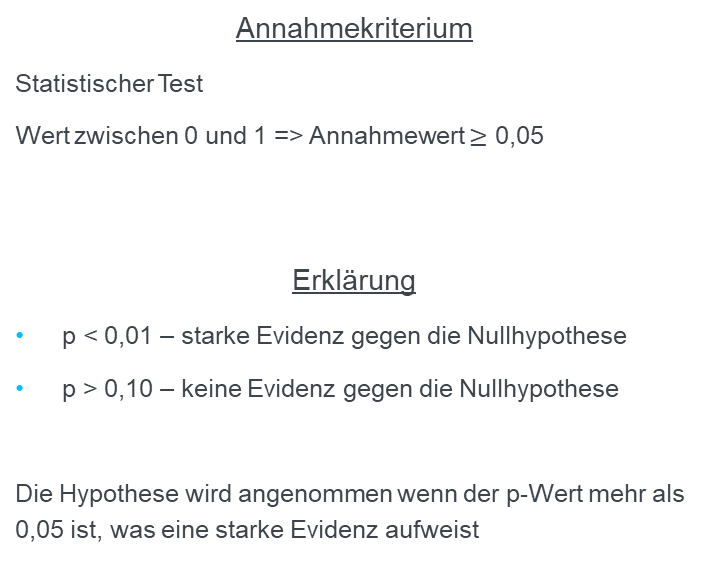 Annahmekriterium
Statistischer Test
Wert zwischen 0 und 1 => Annahmewert ≥ 0,05
Erklärung
• p < 0,01 – starke Evidenz gegen die Nullhypothese
• p > 0,10 – keine Evidenz gegen die Nullhypothese
Die Hypothese wird angenommen wenn der p-Wert mehr als
0,05 ist, was eine starke Evidenz aufweist